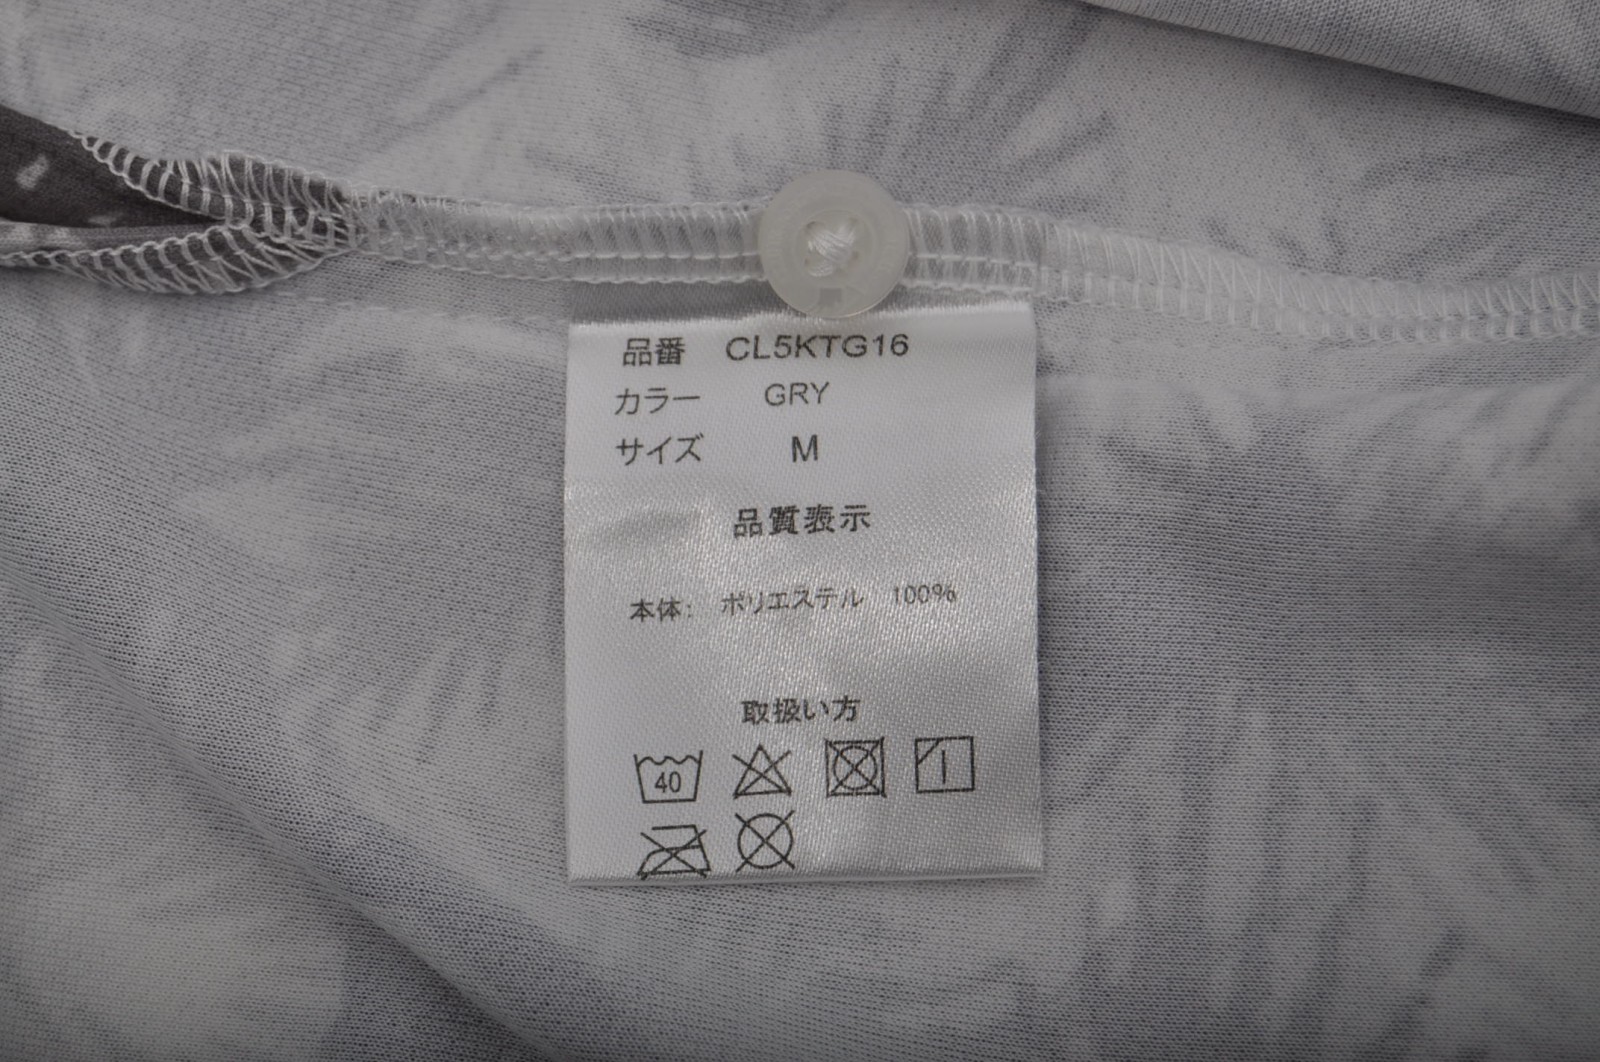 品番 CL5KTG16
カラー GRY
サイズ M
品質表示
本体: ポリエステル 100%
取扱い方
40